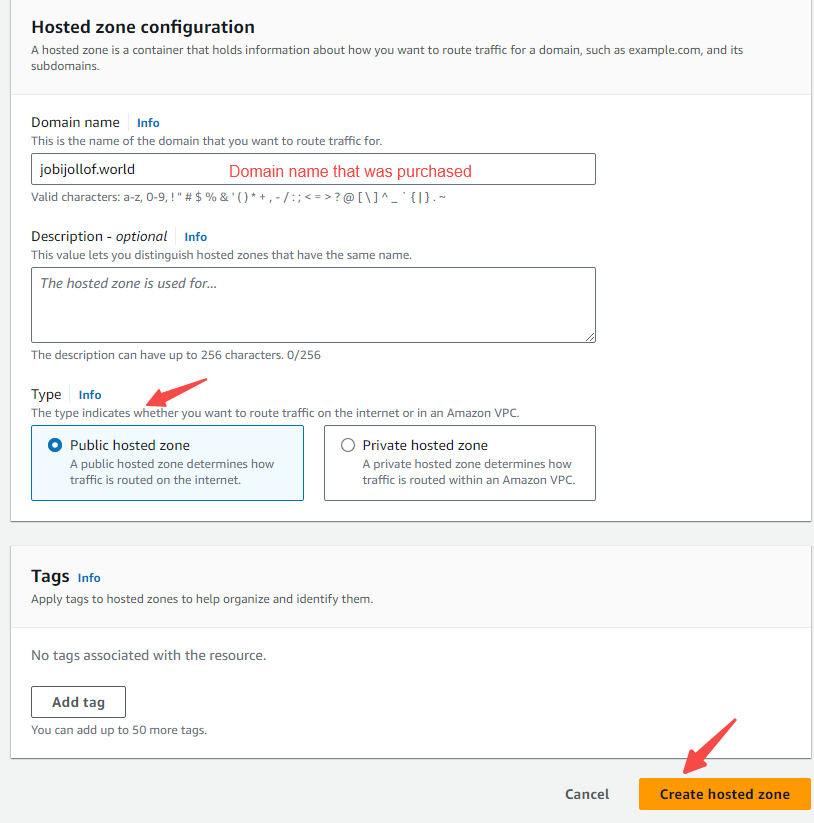 Hosted zone configuration
A hosted zone is a container that holds information about how you want to route traffic for a domain, such as example.com, and its
subdomains.
Domain name Info
This is the name of the domain that you want to route traffic for.
jobijollof.world Domain name that was purchased
Valid characters: a-z, 0-9, ! " # $ % & ' ( ) * + , - / : ; < = > ? @ [ \ ] ^ _ ` { | } . ~
Description - optional Info
This value lets you distinguish hosted zones that have the same name.
The hosted zone is used for...
The description can have up to 256 characters. 0/256
Type Info
The type indicates whether you want to route traffic on the internet or in an Amazon VPC.
Public hosted zone
A public hosted zone determines how
traffic is routed on the internet.
Private hosted zone
A private hosted zone determines how
traffic is routed within an Amazon VPC.
Tags Info
Apply tags to hosted zones to help organize and identify them.
No tags associated with the resource.
Add tag
You can add up to 50 more tags.
Cancel Create hosted zone